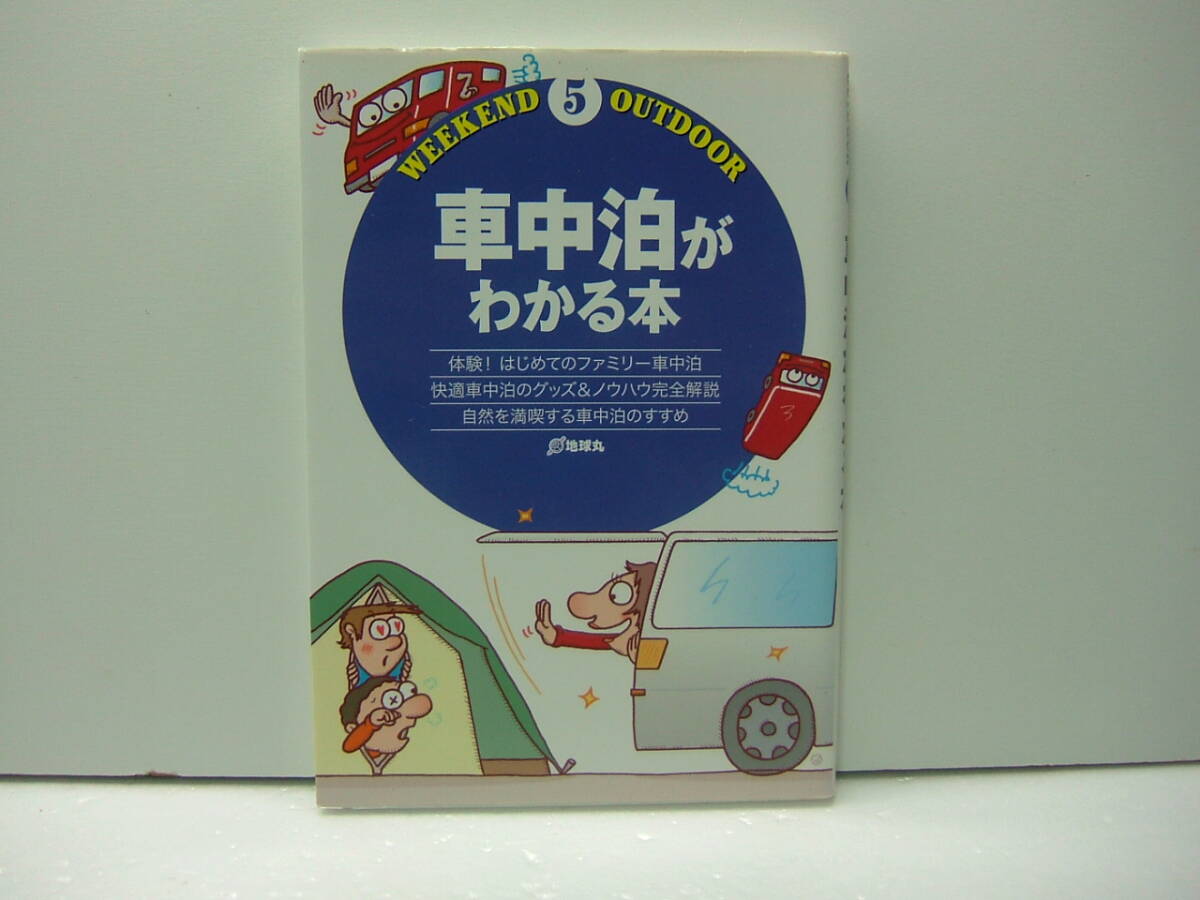 WEEKEND 5 OUTDOOR
車中泊が
わかる本
体験！はじめてのファミリー車中泊
快適車中泊のグッズ&ノウハウ完全解説
自然を満喫する車中泊のすすめ
地球丸
3